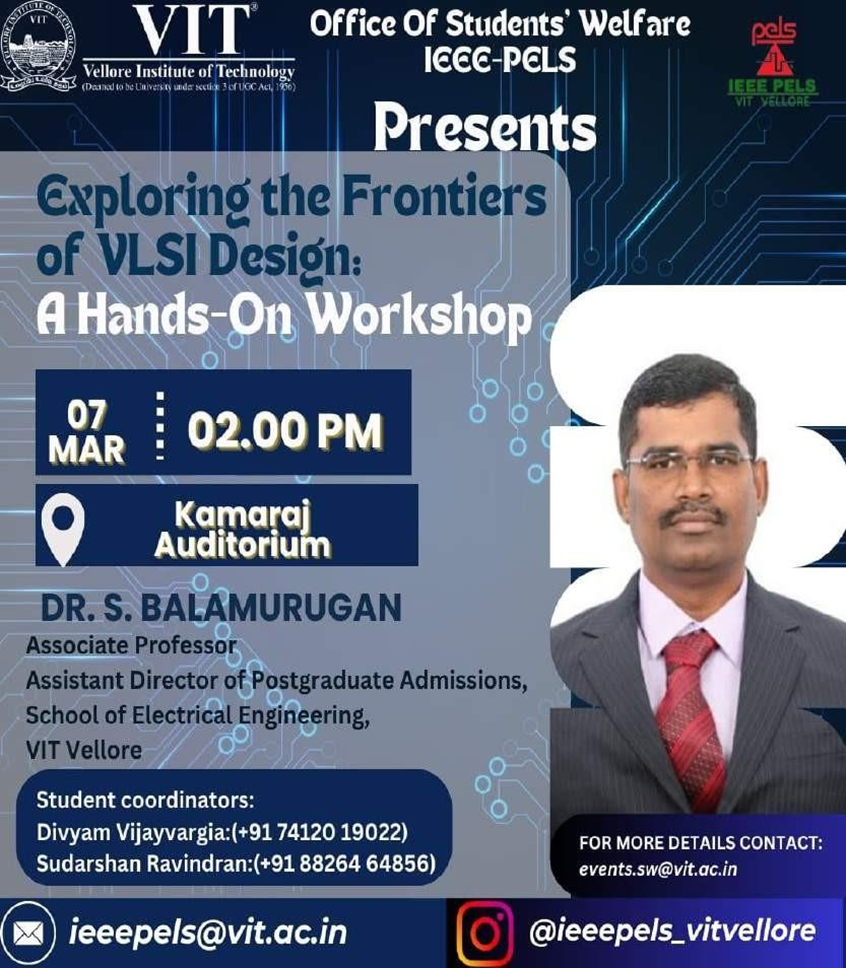 VIT
VIT®
Vellore Institute of Technology
(Deemed to be University under section 3 of UGC Act, 1956)
Office Of Students' Welfare
IEEE-PELS
pels
IEEE PELS
VIT VELLORE
Presents
Exploring the Frontiers
of VLSI Design:
A Hands-On Workshop
07
MAR
02.00 PM
Kamaraj
Auditorium
DR. S. BALAMURUGAN
Associate Professor
Assistant Director of Postgraduate Admissions,
School of Electrical Engineering,
VIT Vellore
Student coordinators:
Divyam Vijayvargia:(+91 74120 19022)
Sudarshan Ravindran:(+91 88264 64856)
FOR MORE DETAILS CONTACT:
events.sw@vit.ac.in
ieeepels@vit.ac.in
@ieeepels_vitvellore